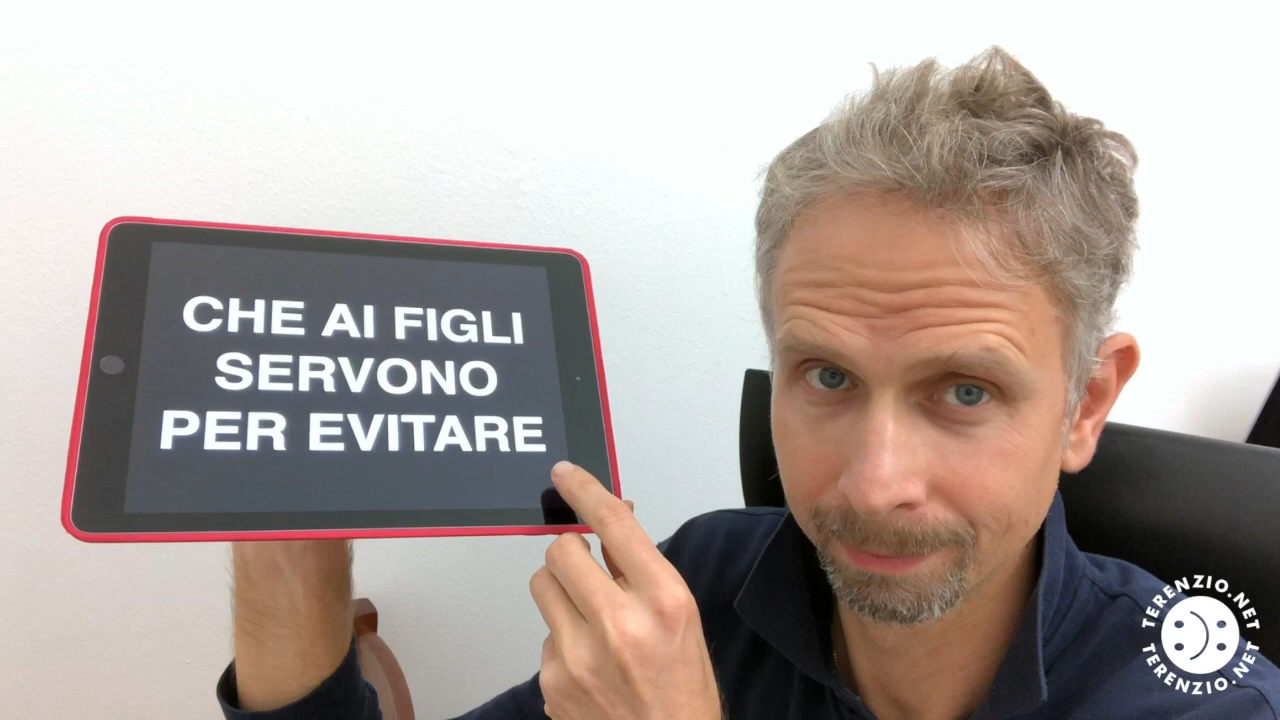 CHE AI FIGLI
SERVONO
PER EVITARE
TERENZIO.NET
TERENZIO.NET